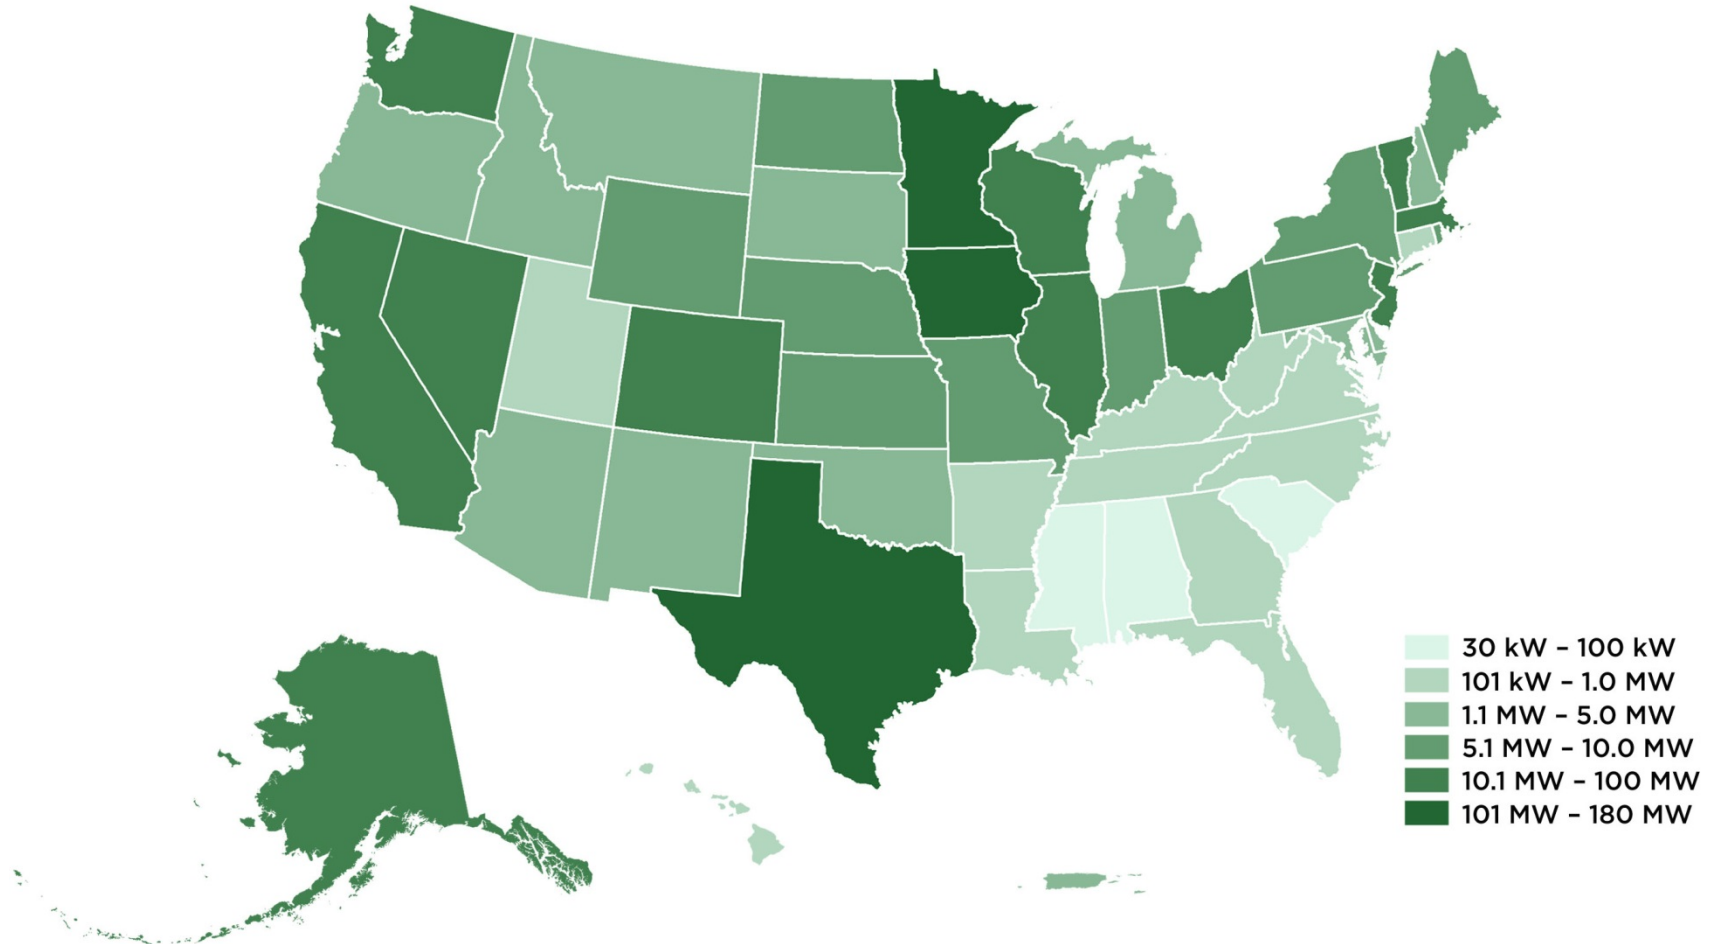 30 kW – 100 kW
101 kW – 1.0 MW
1.1 MW – 5.0 MW
5.1 MW – 10.0 MW
10.1 MW – 100 MW
101 MW – 180 MW